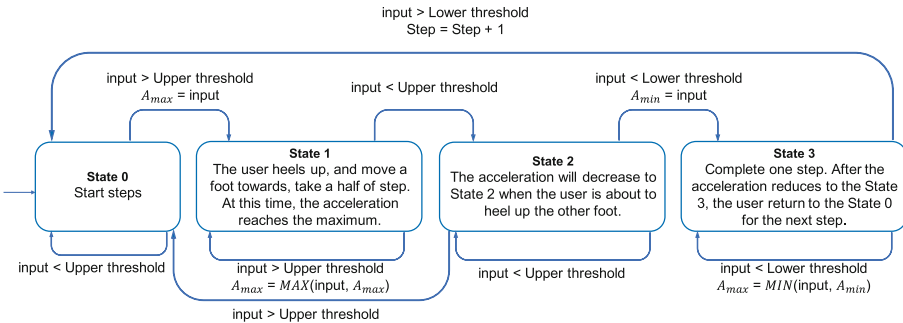 input > Lower threshold
Step = Step + 1
input > Upper threshold
A_max = input
input < Upper threshold
input < Lower threshold
A_min = input
State 0
Start steps
State 1
The user heels up, and move a
foot towards, take a half of step.
At this time, the acceleration
reaches the maximum.
State 2
The acceleration will decrease to
State 2 when the user is about to
heel up the other foot.
State 3
Complete one step. After the
acceleration reduces to the State
3, the user return to the State 0
for the next step.
input < Upper threshold
input > Upper threshold
A_max = MAX(input, A_max)
input < Upper threshold
input < Lower threshold
A_max = MIN(input, A_min)
input > Upper threshold